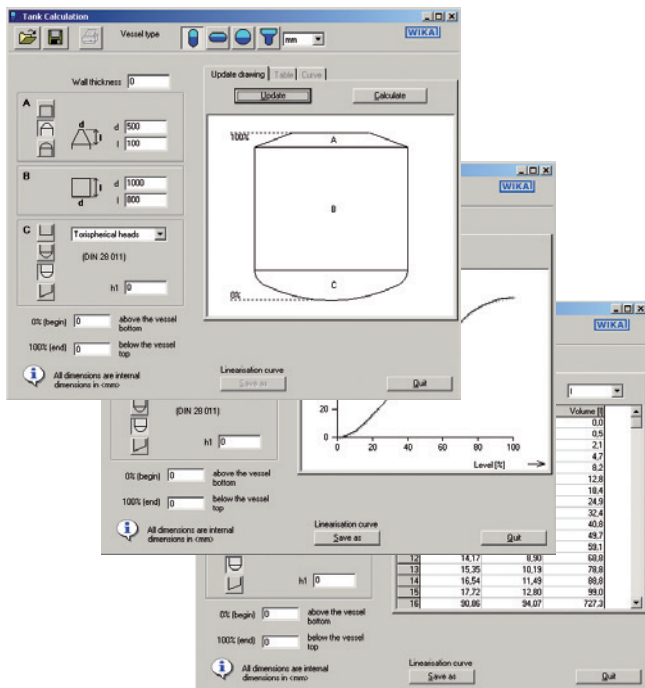 Tank Calculation
Vessel type
mm
WIKA
Wall thickness 0
Update drawing Table Curve
Update Calculate
A
d
l
d 500
l 100
100%
A
B
C
0%
B
l
d
d 1000
l 800
C
Torispherical heads
(DIN 28 011)
h1 0
0% (begin) 0 above the vessel
bottom
100% (end) 0 below the vessel
top
i
All dimensions are internal
dimensions in <mm>
Linearisation curve
Save as
Quit
WIKA
20
0
0 20 40 60 80 100
Level [%]
(DIN 28 011)
h1 0
0% (begin) 0 above the vessel
bottom
100% (end) 0 below the vessel
top
i
All dimensions are internal
dimensions in <mm>
Linearisation curve
Save as
Quit
WIKA
l
Volume [l]
0,0
0,5
2,1
4,7
8,2
12,8
18,4
24,9
32,4
40,8
49,7
59,1
12 14,17 8,90 68,8
13 15,35 10,19 78,8
14 16,54 11,49 88,8
15 17,72 12,80 99,0
16 90,86 94,07 727,3
h1 0
0% (begin) 0 above the vessel
bottom
100% (end) 0 below the vessel
top
i
All dimensions are internal
dimensions in <mm>
Linearisation curve
Save as
Quit